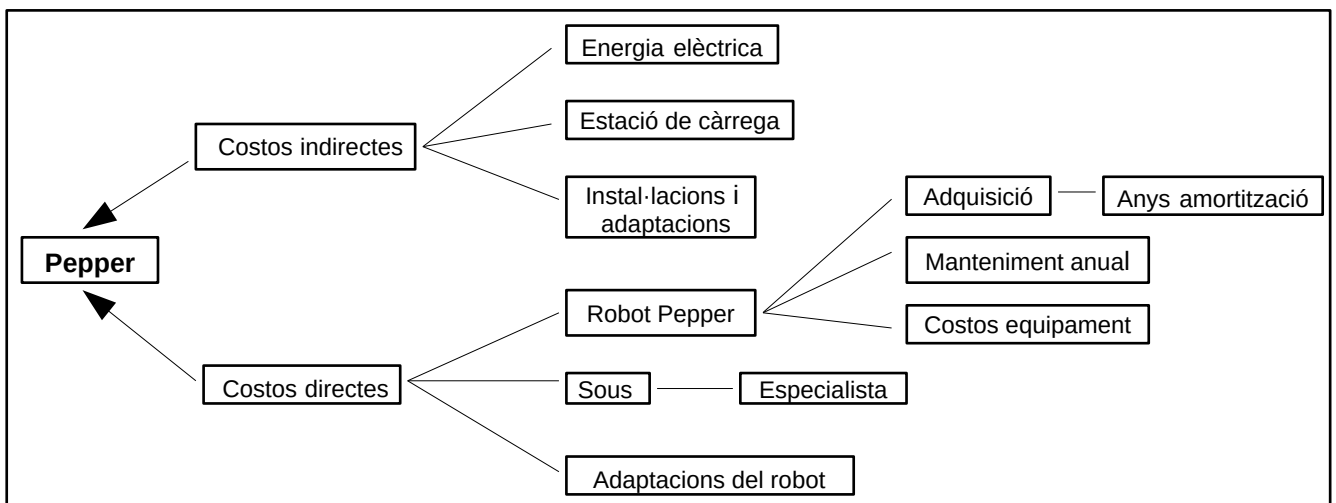 Energia elèctrica
Estació de càrrega
Costos indirectes
Instal·lacions i
adaptacions
Adquisició
Anys amortització
Pepper
Manteniment anual
Robot Pepper
Costos equipament
Costos directes
Sous
Especialista
Adaptacions del robot